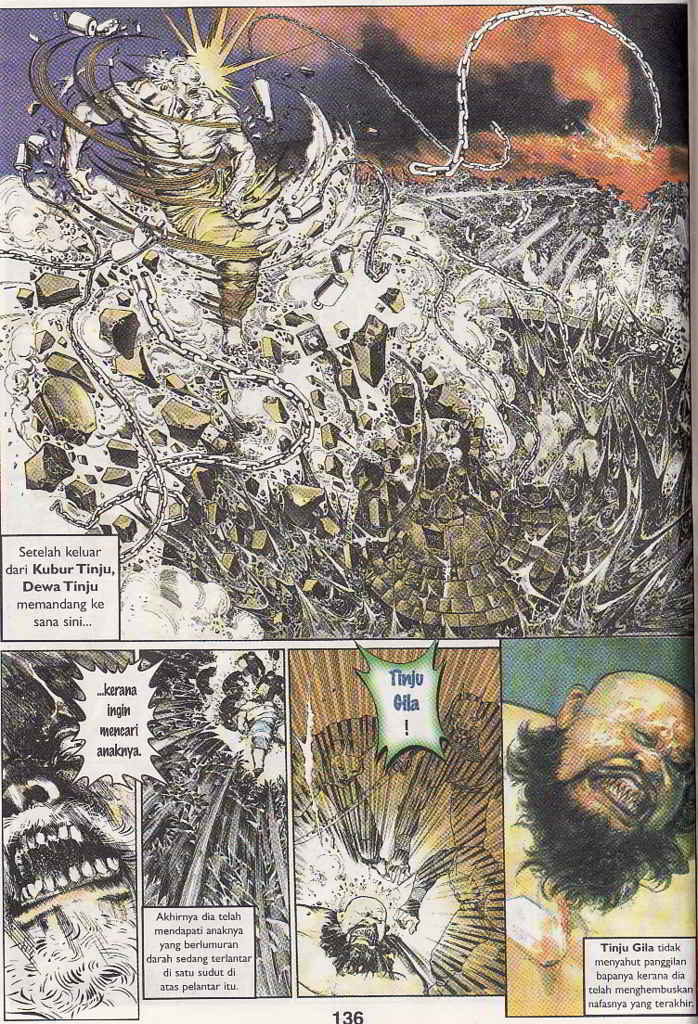 Setelah keluar
dari Kubur Tinju,
Dewa Tinju
memandang ke
sana sini...
...kerana
ingin
mencari
anaknya.
Akhirnya dia telah
mendapati anaknya
yang berlumuran
darah sedang terlantar
di satu sudut di
atas pelantar itu.
Tinju
Gila
!
Tinju Gila tidak
menyahut panggilan
bapanya kerana dia
telah menghembuskan
nafasnya yang terakhir.
136